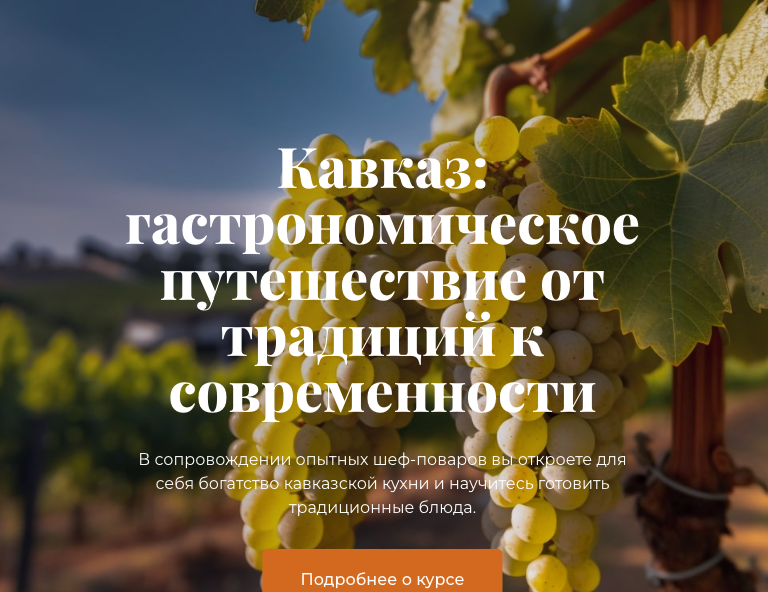 Кавказ:
гастрономическое
путешествие от
традиций к
современности
В сопровождении опытных шеф-поваров вы откроете для
себя богатство кавказской кухни и научитесь готовить
традиционные блюда.
Подробнее о курсе